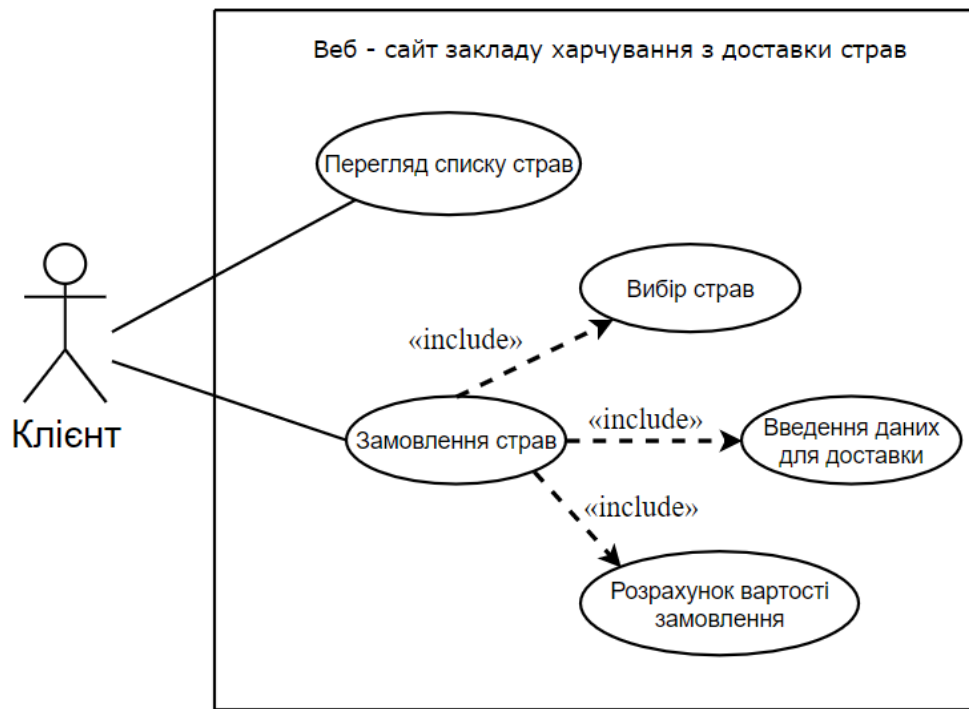 Веб - сайт закладу харчування з доставки страв
Перегляд списку страв
Вибір страв
«include»
Клієнт
Замовлення страв
«include»
Введення даних
для доставки
«include»
Розрахунок вартості
замовлення